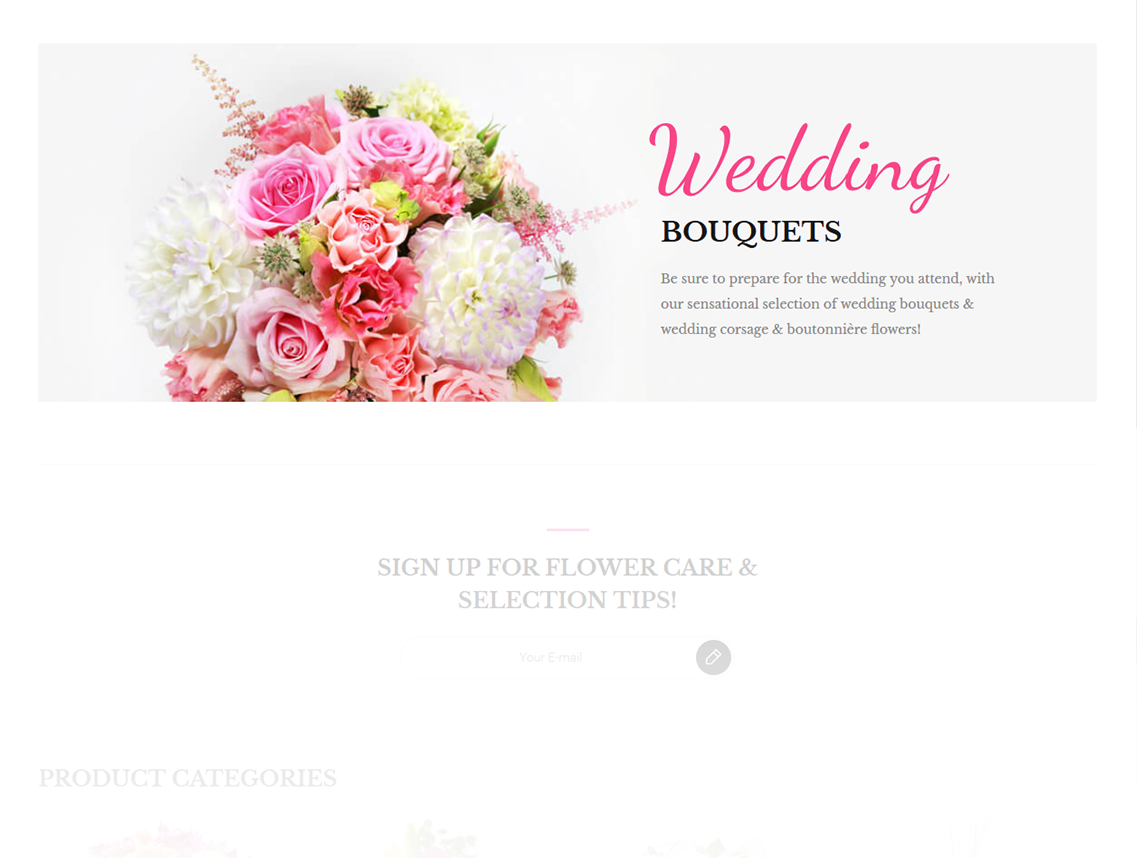 Wedding
BOUQUETS
Be sure to prepare for the wedding you attend, with
our sensational selection of wedding bouquets &
wedding corsage & boutonnière flowers!
SIGN UP FOR FLOWER CARE &
SELECTION TIPS!
Your E-mail
PRODUCT CATEGORIES